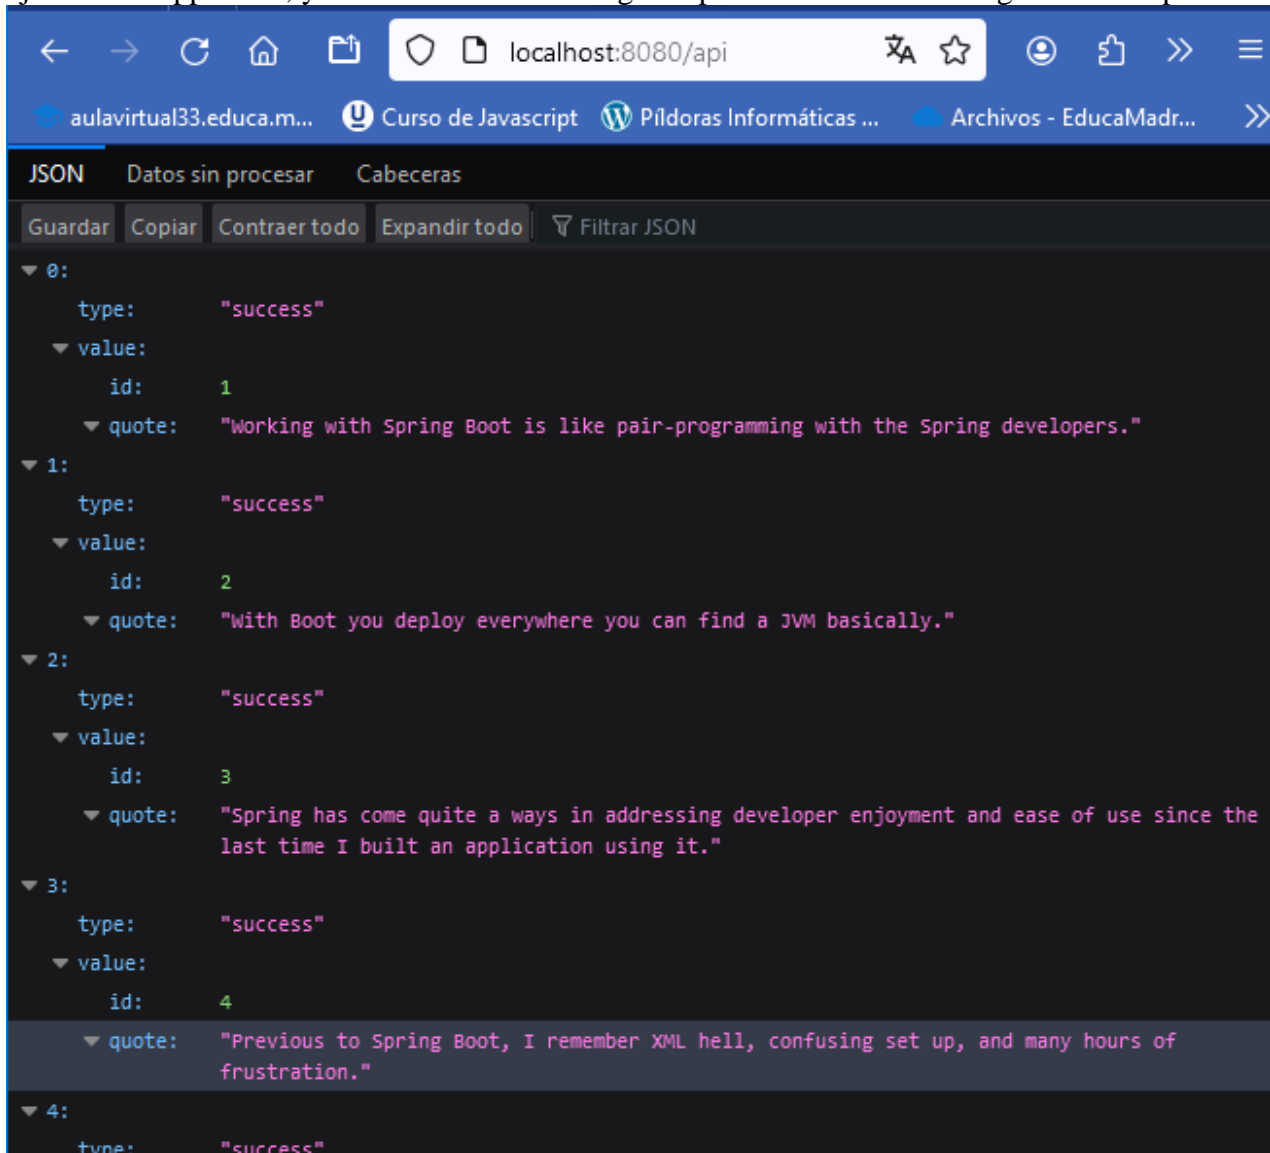 localhost:8080/api
aulavirtual33.educa.m... Curso de Javascript Píldoras Informáticas ... Archivos - EducaMadr...
JSON Datos sin procesar Cabeceras
Guardar Copiar Contraer todo Expandir todo Filtrar JSON
0:
type: "success"
value:
id: 1
quote: "Working with Spring Boot is like pair-programming with the Spring developers."
1:
type: "success"
value:
id: 2
quote: "With Boot you deploy everywhere you can find a JVM basically."
2:
type: "success"
value:
id: 3
quote: "Spring has come quite a ways in addressing developer enjoyment and ease of use since the
last time I built an application using it."
3:
type: "success"
value:
id: 4
quote: "Previous to Spring Boot, I remember XML hell, confusing set up, and many hours of
frustration."
4:
type: "success"